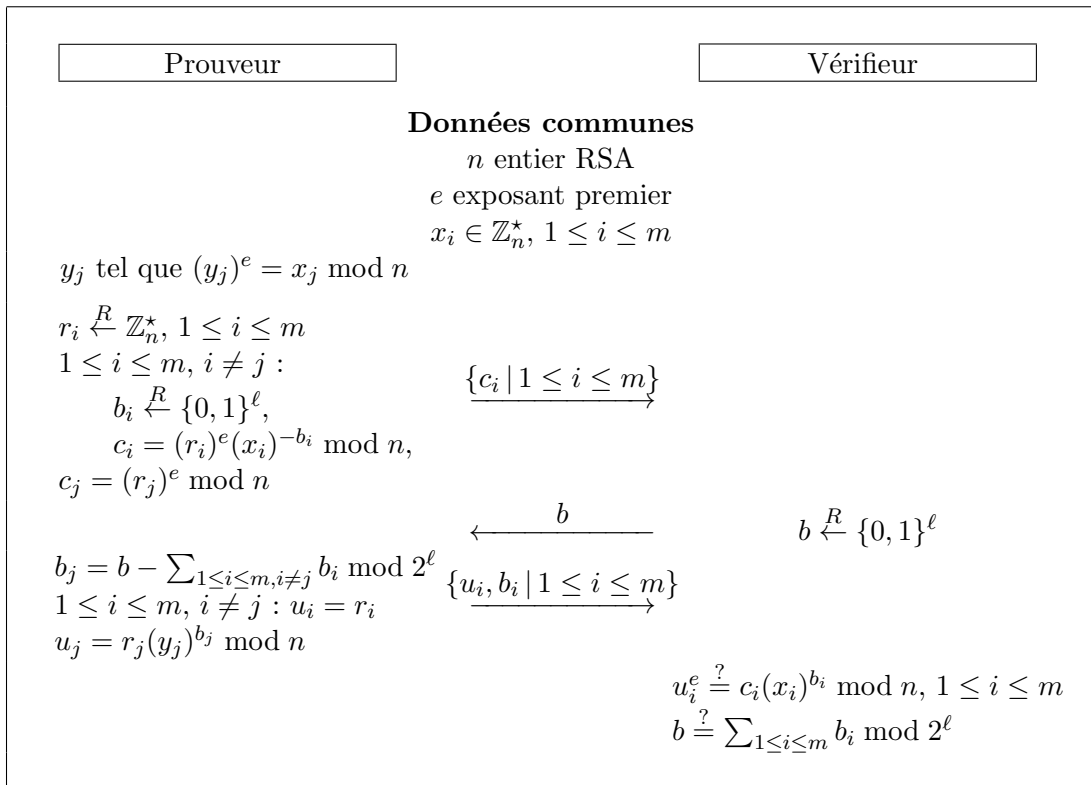 Prouveur Vérifieur
Données communes
n entier RSA
e exposant premier
x_i ∈ ℤ_n^⋆, 1 ≤ i ≤ m
y_j tel que (y_j)^e = x_j mod n
r_i ←^R ℤ_n^⋆, 1 ≤ i ≤ m
1 ≤ i ≤ m, i ≠ j :
{c_i | 1 ≤ i ≤ m}
b_i ←^R {0, 1}^ℓ,
c_i = (r_i)^e(x_i)^{-b_i} mod n,
c_j = (r_j)^e mod n
b
b ←^R {0, 1}^ℓ
b_j = b − ∑_{1≤i≤m,i≠j} b_i mod 2^ℓ
{u_i, b_i | 1 ≤ i ≤ m}
1 ≤ i ≤ m, i ≠ j : u_i = r_i
u_j = r_j(y_j)^{b_j} mod n
u_i^e ≟ c_i(x_i)^{b_i} mod n, 1 ≤ i ≤ m
b ≟ ∑_{1≤i≤m} b_i mod 2^ℓ